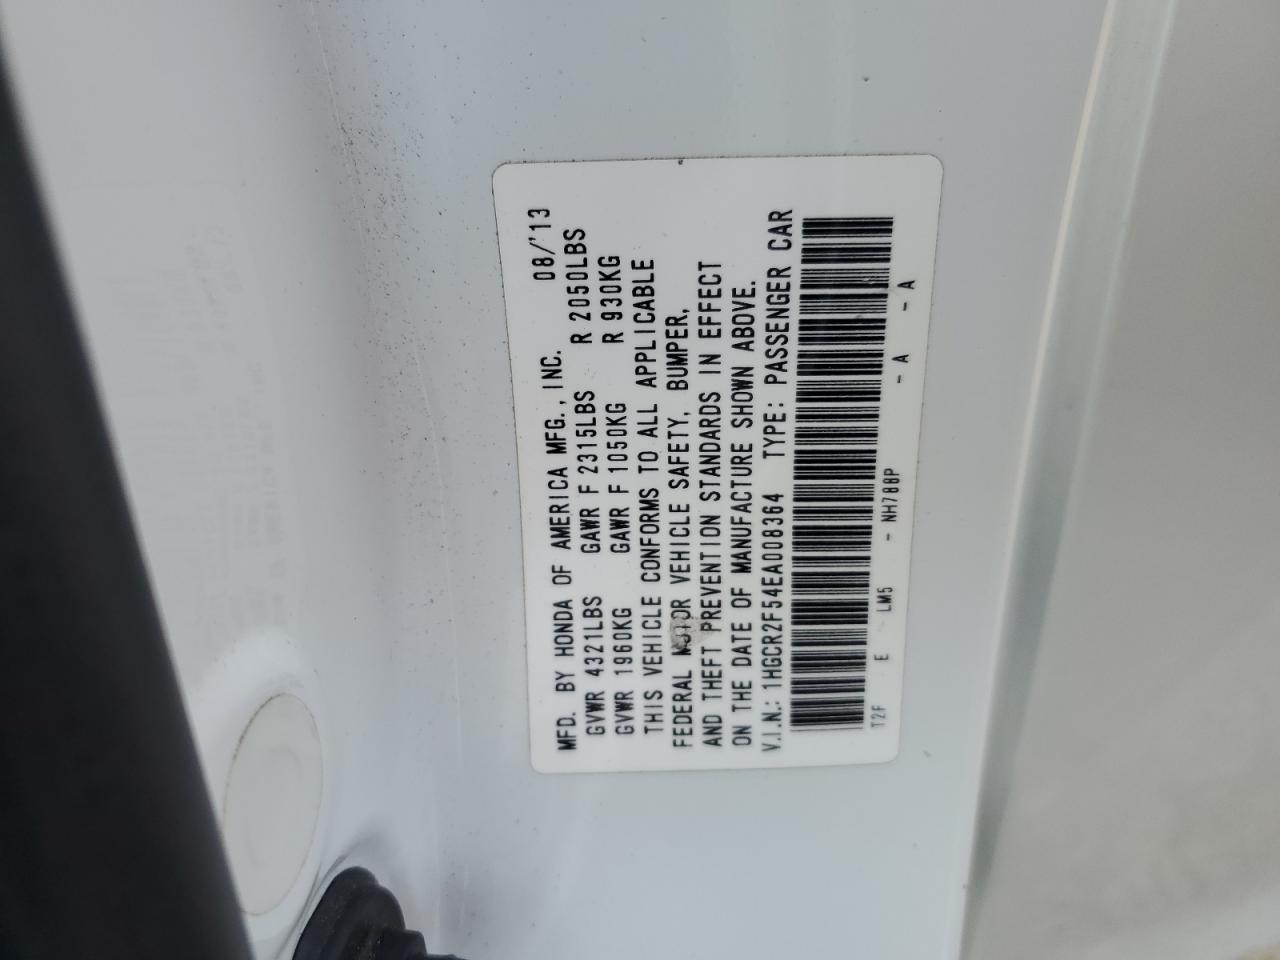 MFD. BY HONDA OF AMERICA MFG., INC. 08/'13
GVWR 4321LBS GAWR F 2315LBS R 2050LBS
GVWR 1960KG GAWR F 1050KG R 930KG
THIS VEHICLE CONFORMS TO ALL APPLICABLE
FEDERAL MOTOR VEHICLE SAFETY, BUMPER,
AND THEFT PREVENTION STANDARDS IN EFFECT
ON THE DATE OF MANUFACTURE SHOWN ABOVE.
V.I.N.: 1HGCR2F54EA008364 TYPE: PASSENGER CAR
T2F E LM5 - NH788P - A - A